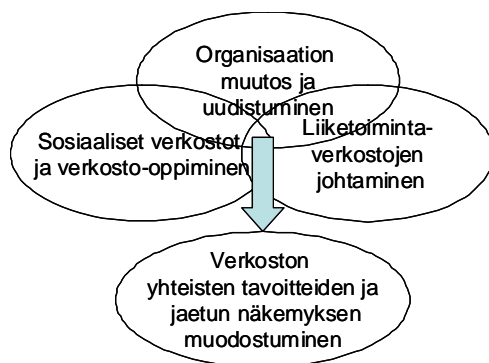 Organisaation
muutos ja
uudistuminen
Sosiaaliset verkostot
ja verkosto-oppiminen
Liiketoiminta-
verkostojen
johtaminen
Verkoston
yhteisten tavoitteiden ja
jaetun näkemyksen
muodostuminen